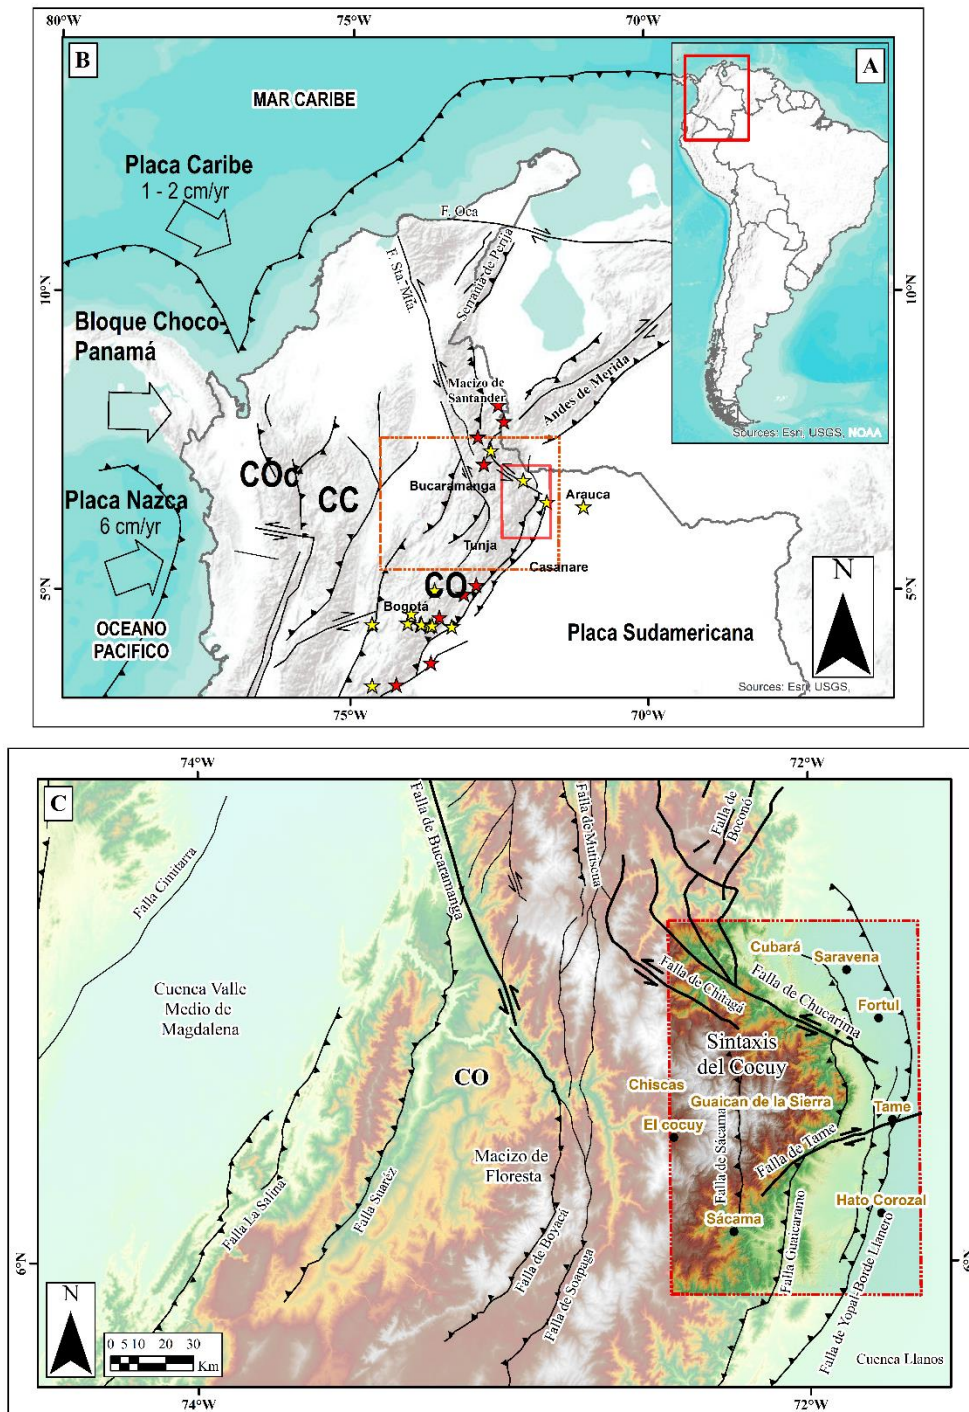 80°W
75°W
70°W
B
A
MAR CARIBE
Placa Caribe
1 - 2 cm/yr
F. Oca
F. Sta. Mta.
Serranía de Perija
10°N
10°N
Bloque Choco-
Panamá
Macizo de
Santander
Andes de Merida
Sources: Esri, USGS, NOAA
COc
CC
Placa Nazca
6 cm/yr
Bucaramanga
Arauca
Tunja
Casanare
CO
Bogotá
5°N
5°N
N
OCEANO
PACIFICO
Placa Sudamericana
Sources: Esri, USGS,
75°W
70°W
74°W
72°W
C
Falla Cimitarra
Falla de Bucaramanga
Falla de Mutiscua
Falla de
Boconó
Cubará
Saravena
Cuenca Valle
Medio de
Magdalena
Falla de Chitagá
Falla de Chucarima
Fortul
Sintaxis
del Cocuy
CO
Chiscas
Guaican de la Sierra
Tame
El cocuy
Falla de Sácama
Falla de Tame
Macizo de
Floresta
Falla La Salina
Falla Suarez
Sácama
Hato Corozal
Falla de Boyacá
Falla de Soapaga
Falla Guaicaramo
Falla de Yopal-Borde Llanero
6°N
6°N
N
0 5 10 20 30
Km
Cuenca Llanos
74°W
72°W